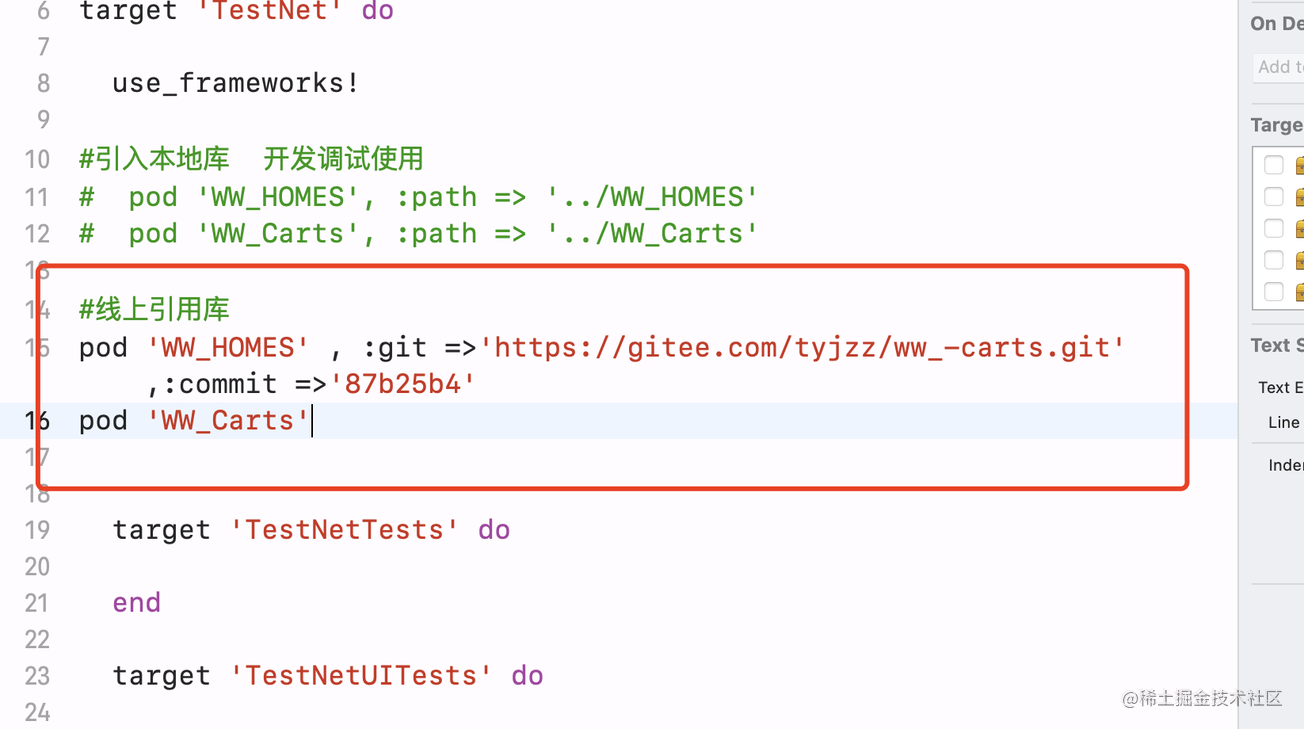 6 target 'TestNet' do
7
8 use_frameworks!
9
10 #引入本地库 开发调试使用
11 # pod 'WW_HOMES', :path => '../WW_HOMES'
12 # pod 'WW_Carts', :path => '../WW_Carts'
13
14 #线上引用库
15 pod 'WW_HOMES' , :git =>'https://gitee.com/tyjzz/ww_-carts.git'
,:commit =>'87b25b4'
16 pod 'WW_Carts'
17
18
19 target 'TestNetTests' do
20
21 end
22
23 target 'TestNetUITests' do
24
On De
Add to
Targe
Text S
Text E
Line
Inden
@稀土掘金技术社区